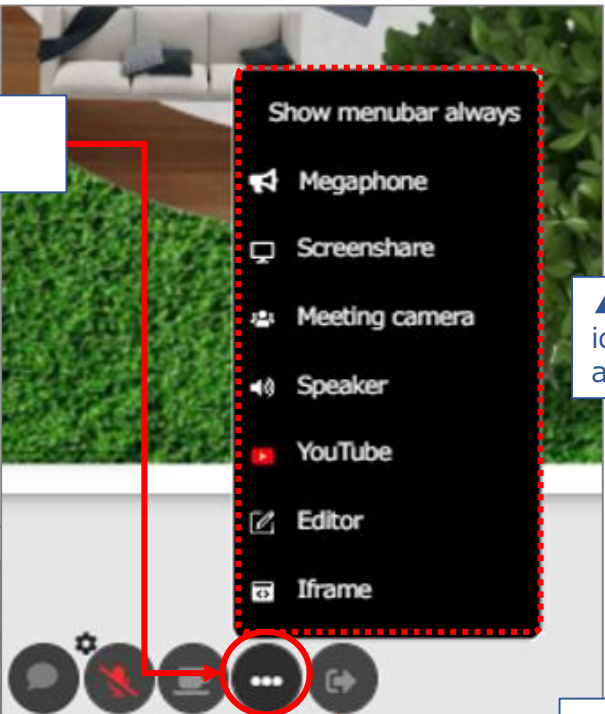 Show menubar always
Megaphone
Screenshare
Meeting camera
Speaker
YouTube
Editor
Iframe